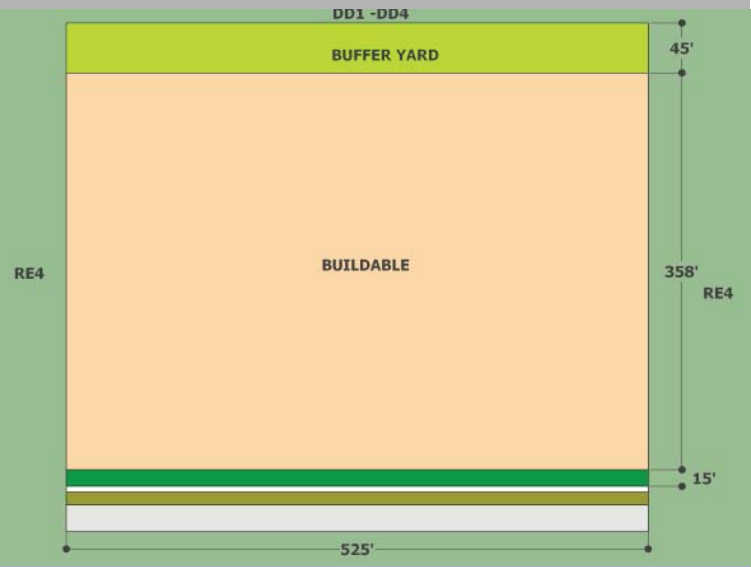 DD1 -DD4
45'
BUFFER YARD
BUILDABLE
RE4
358'
RE4
15'
525'